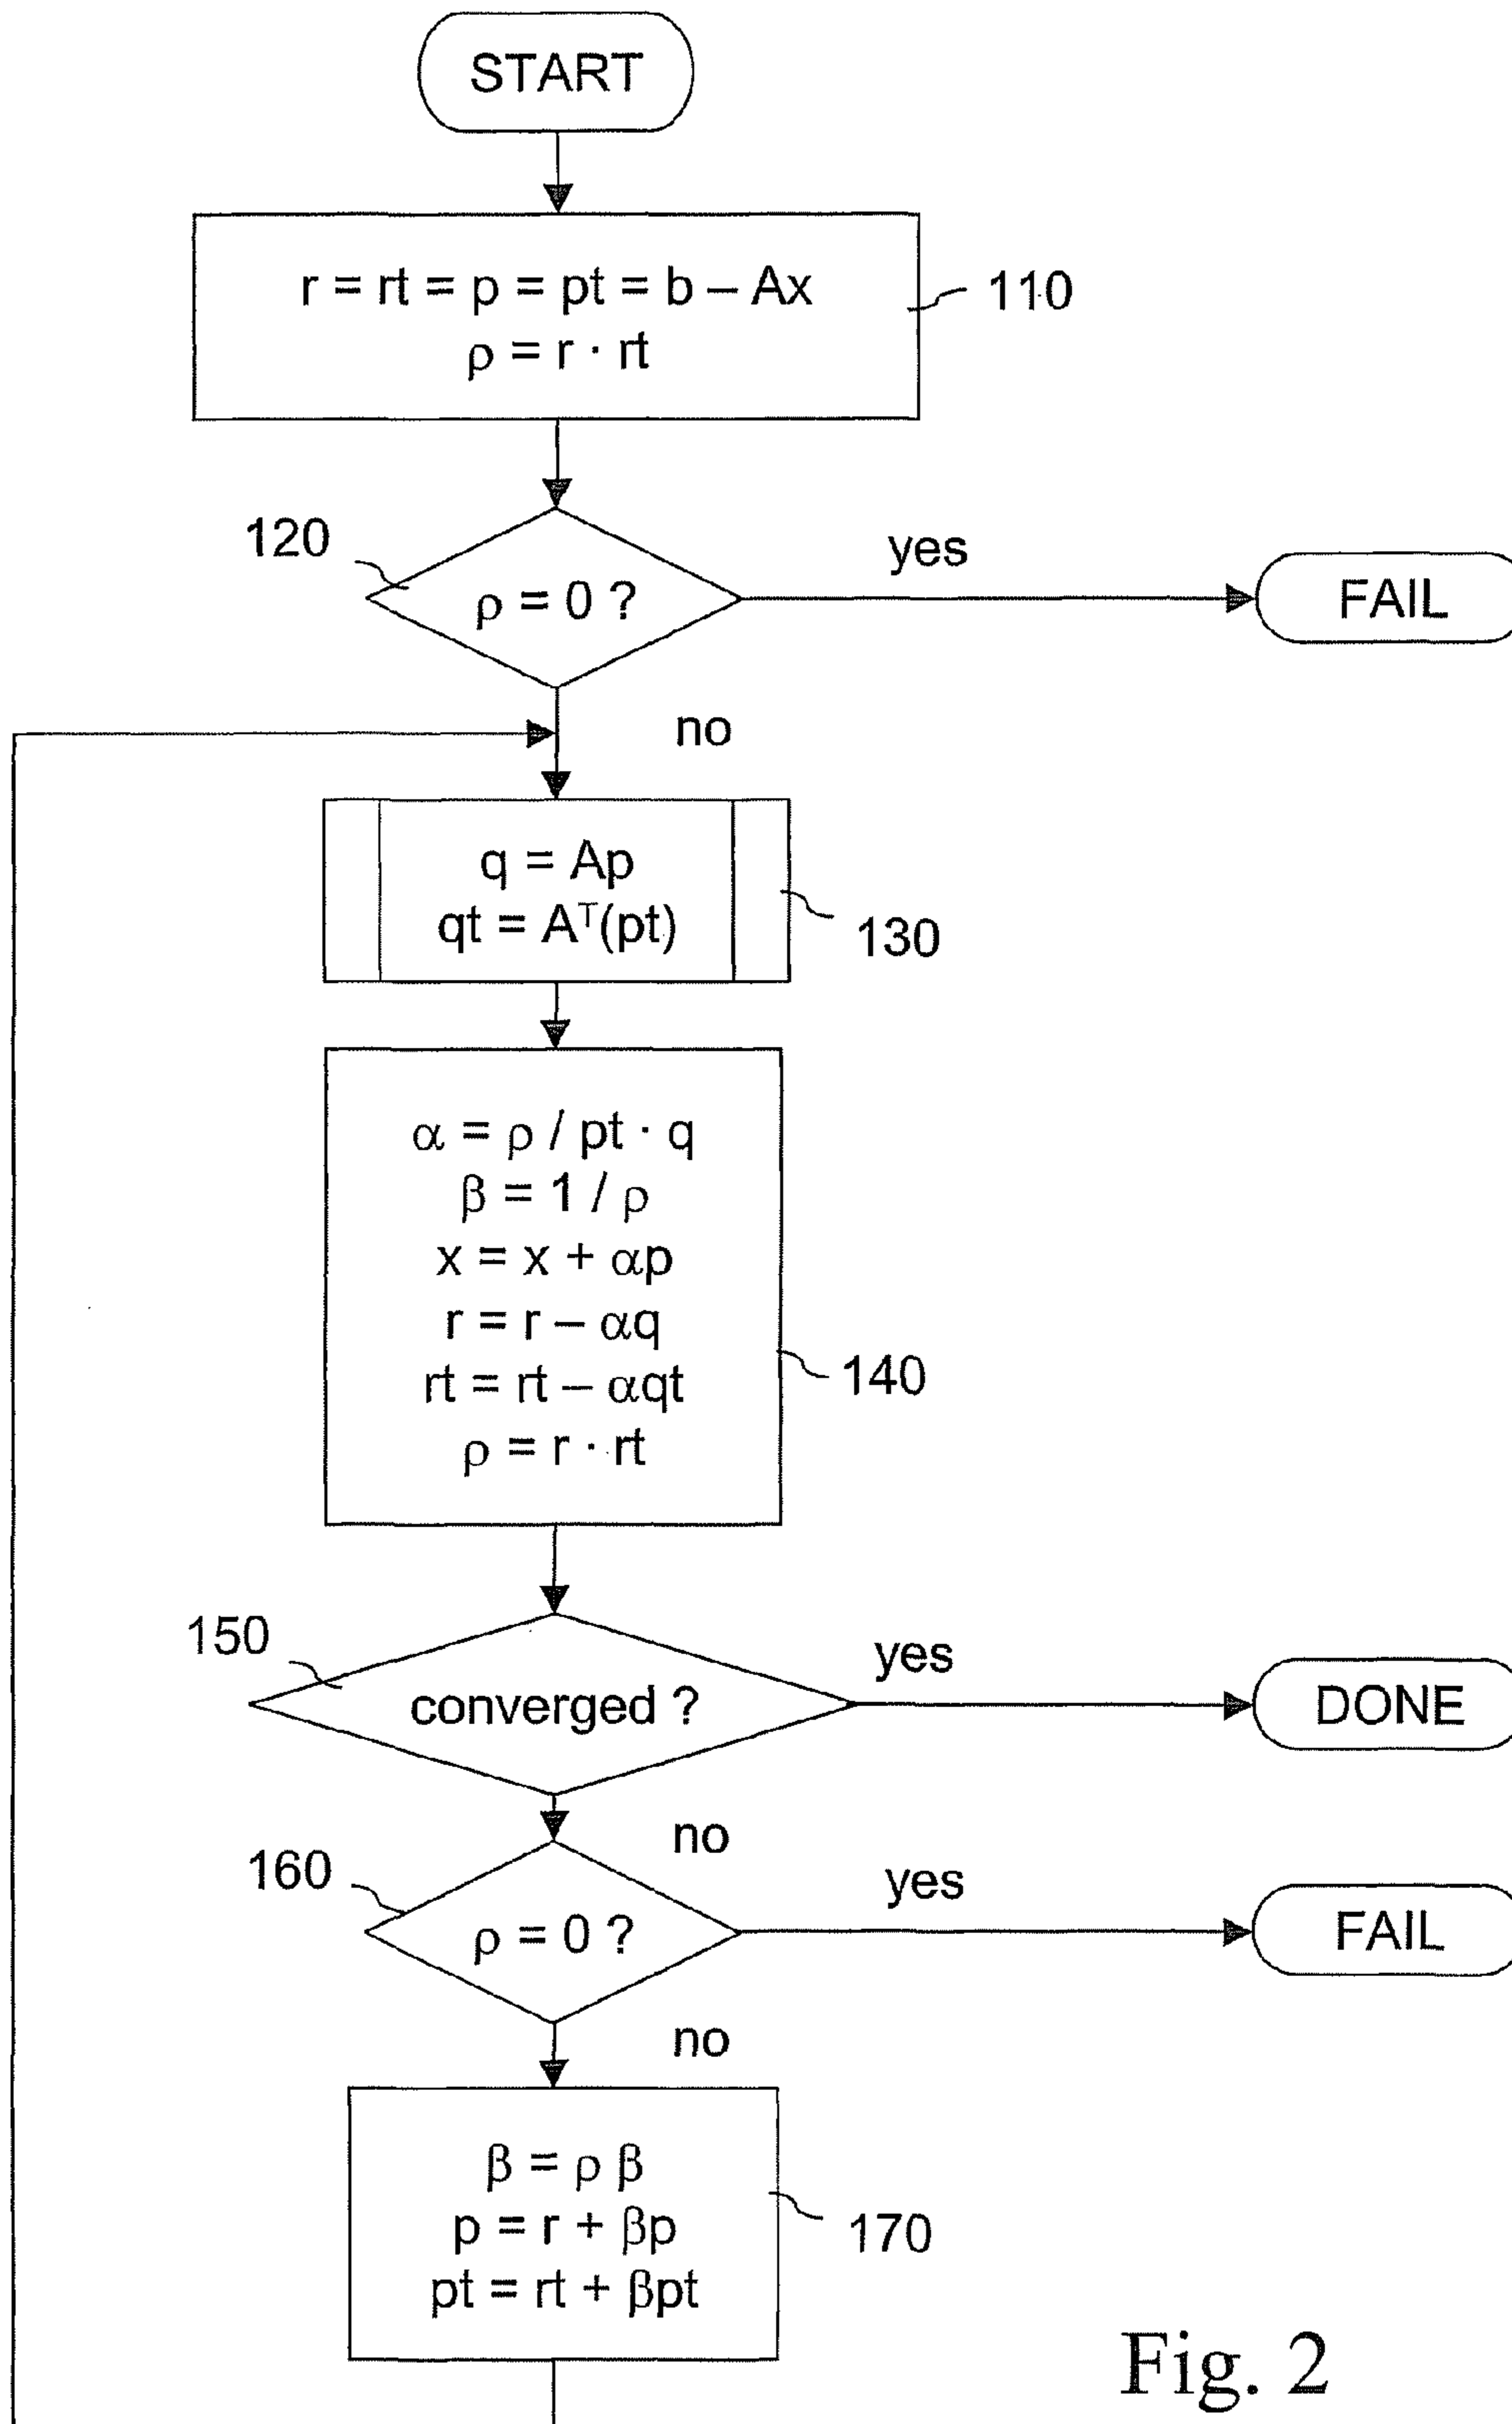 START
r = rt = p = pt = b – Ax
ρ = r · rt
110
120
ρ = 0 ?
yes
FAIL
no
q = Ap
qt = Aᵀ(pt)
130
α = ρ / pt · q
β = 1 / ρ
x = x + αp
r = r – αq
rt = rt – αqt
ρ = r · rt
140
150
converged ?
yes
DONE
no
160
ρ = 0 ?
yes
FAIL
no
β = ρ β
p = r + βp
pt = rt + βpt
170
Fig. 2